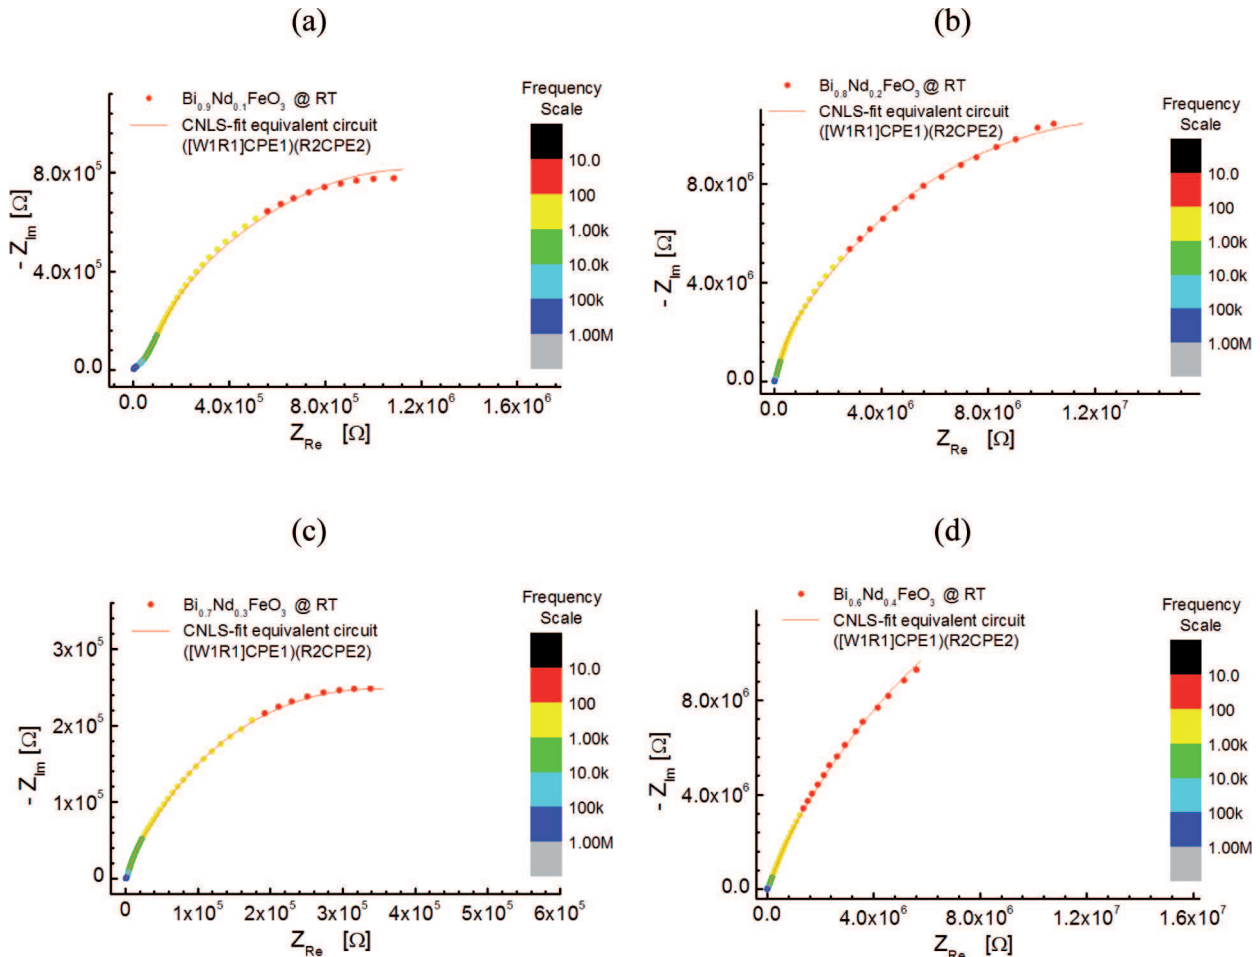 (a)
Bi0.9Nd0.1FeO3 @ RT
CNLS-fit equivalent circuit
([W1R1]CPE1)(R2CPE2)
Frequency
Scale
10.0
100
1.00k
10.0k
100k
1.00M
- ZIm [Ω]
8.0x10^5
4.0x10^5
0.0
0.0 4.0x10^5 8.0x10^5 1.2x10^6 1.6x10^6
ZRe [Ω]
(b)
Bi0.8Nd0.2FeO3 @ RT
CNLS-fit equivalent circuit
([W1R1]CPE1)(R2CPE2)
Frequency
Scale
10.0
100
1.00k
10.0k
100k
1.00M
- ZIm [Ω]
8.0x10^6
4.0x10^6
0.0
0.0 4.0x10^6 8.0x10^6 1.2x10^7
ZRe [Ω]
(c)
Bi0.7Nd0.3FeO3 @ RT
CNLS-fit equivalent circuit
([W1R1]CPE1)(R2CPE2)
Frequency
Scale
10.0
100
1.00k
10.0k
100k
1.00M
- ZIm [Ω]
3x10^5
2x10^5
1x10^5
0
0 1x10^5 2x10^5 3x10^5 4x10^5 5x10^5 6x10^5
ZRe [Ω]
(d)
Bi0.6Nd0.4FeO3 @ RT
CNLS-fit equivalent circuit
([W1R1]CPE1)(R2CPE2)
Frequency
Scale
10.0
100
1.00k
10.0k
100k
1.00M
- ZIm [Ω]
8.0x10^6
4.0x10^6
0.0
0.0 4.0x10^6 8.0x10^6 1.2x10^7 1.6x10^7
ZRe [Ω]